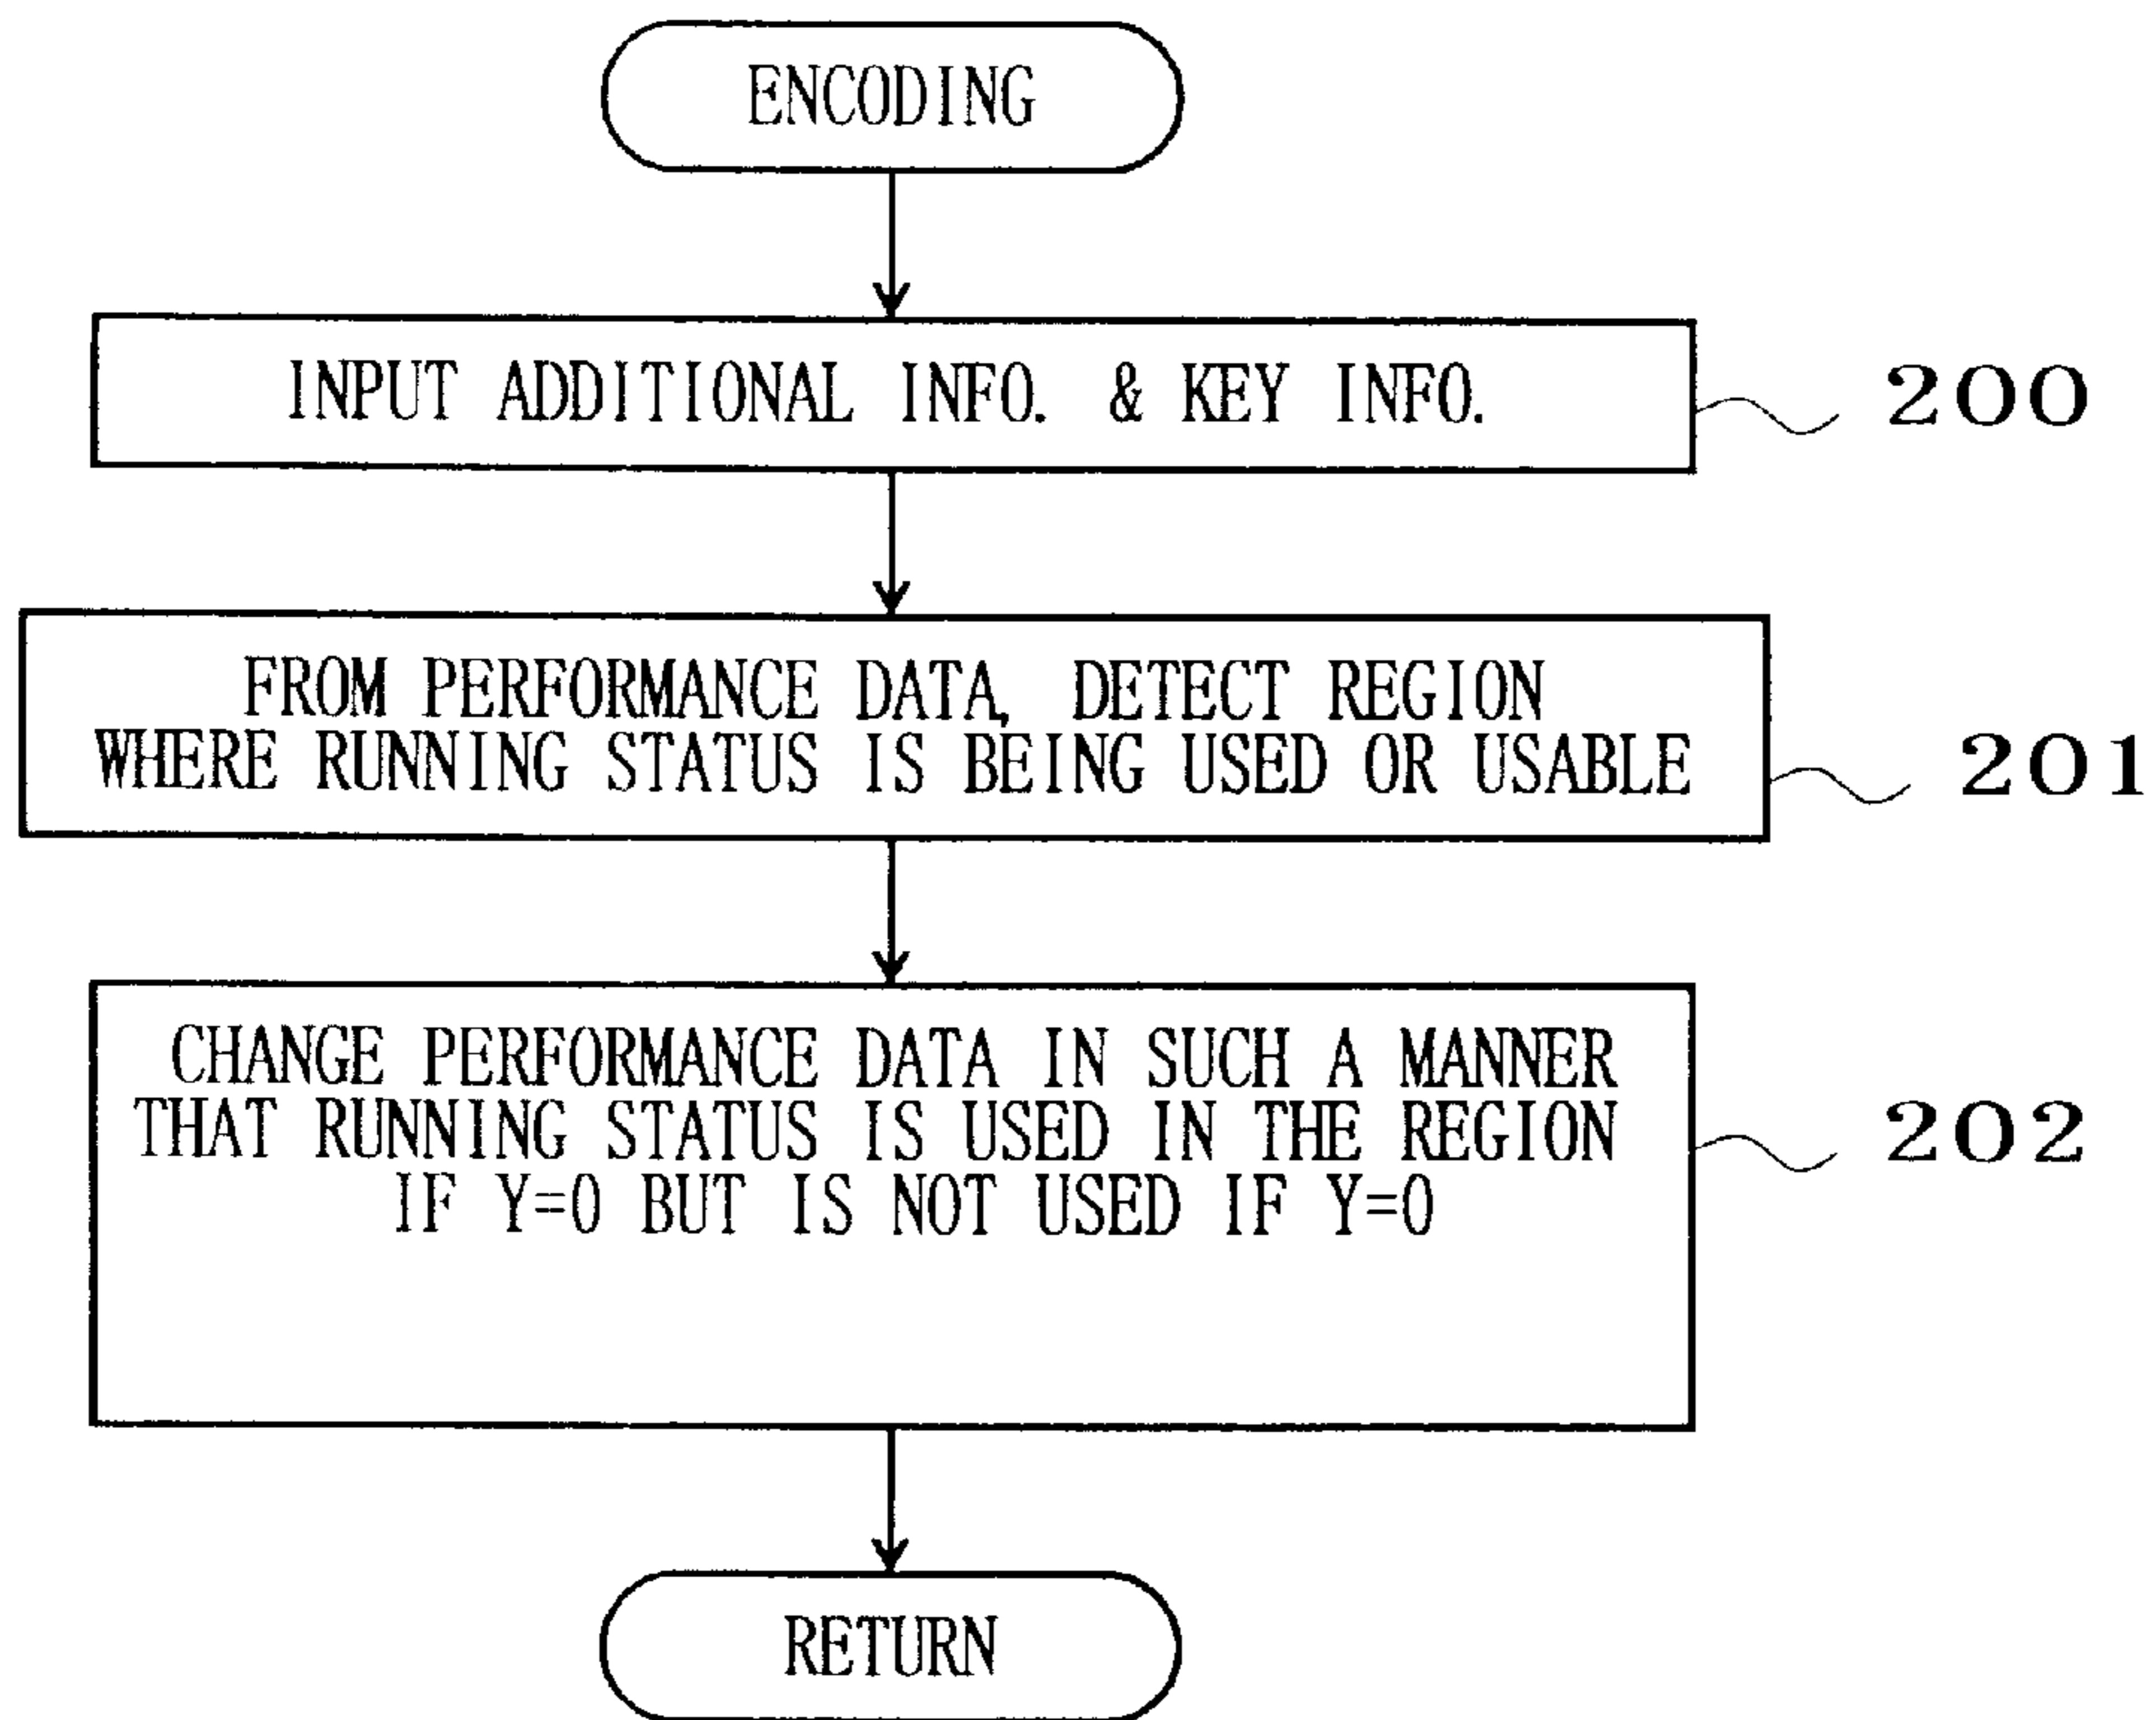 ENCODING
INPUT ADDITIONAL INFO. & KEY INFO.
200
FROM PERFORMANCE DATA, DETECT REGION
WHERE RUNNING STATUS IS BEING USED OR USABLE
201
CHANGE PERFORMANCE DATA IN SUCH A MANNER
THAT RUNNING STATUS IS USED IN THE REGION
IF Y=0 BUT IS NOT USED IF Y=0
202
RETURN